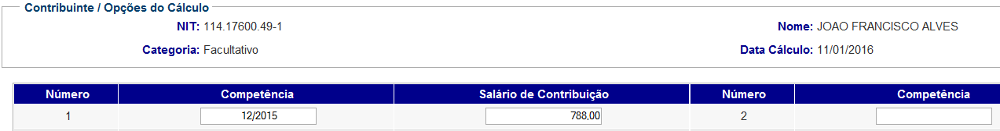 Contribuinte / Opções do Cálculo
NIT: 114.17600.49-1 Nome: JOAO FRANCISCO ALVES
Categoria: Facultativo Data Cálculo: 11/01/2016
Número Competência Salário de Contribuição Número Competência
1 12/2015 788,00 2